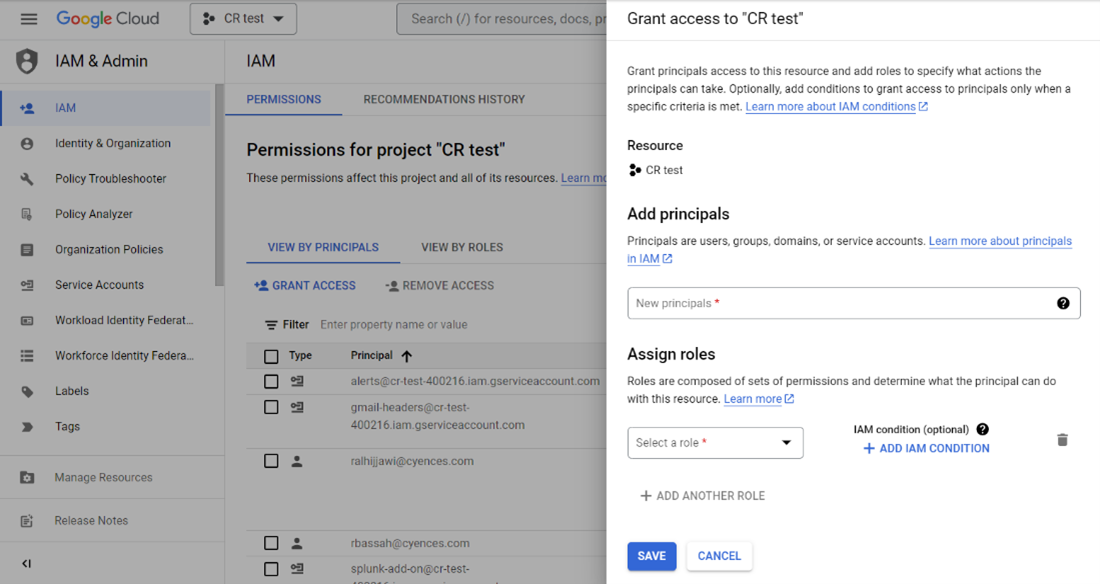 Google Cloud
CR test
Search (/) for resources, docs, pr
IAM & Admin
IAM
Identity & Organization
Policy Troubleshooter
Policy Analyzer
Organization Policies
Service Accounts
Workload Identity Federat...
Workforce Identity Federa...
Labels
Tags
Manage Resources
Release Notes
IAM
PERMISSIONS
RECOMMENDATIONS HISTORY
Permissions for project "CR test"
These permissions affect this project and all of its resources. Learn mo
VIEW BY PRINCIPALS
VIEW BY ROLES
GRANT ACCESS
REMOVE ACCESS
Filter Enter property name or value
Type Principal
alerts@cr-test-400216.iam.gserviceaccount.com
gmail-headers@cr-test-
400216.iam.gserviceaccount.com
ralhijjawi@cyences.com
rbassah@cyences.com
splunk-add-on@cr-test-
Grant access to "CR test"
Grant principals access to this resource and add roles to specify what actions the
principals can take. Optionally, add conditions to grant access to principals only when a
specific criteria is met. Learn more about IAM conditions
Resource
CR test
Add principals
Principals are users, groups, domains, or service accounts. Learn more about principals
in IAM
New principals *
Assign roles
Roles are composed of sets of permissions and determine what the principal can do
with this resource. Learn more
Select a role *
IAM condition (optional)
ADD IAM CONDITION
ADD ANOTHER ROLE
SAVE
CANCEL